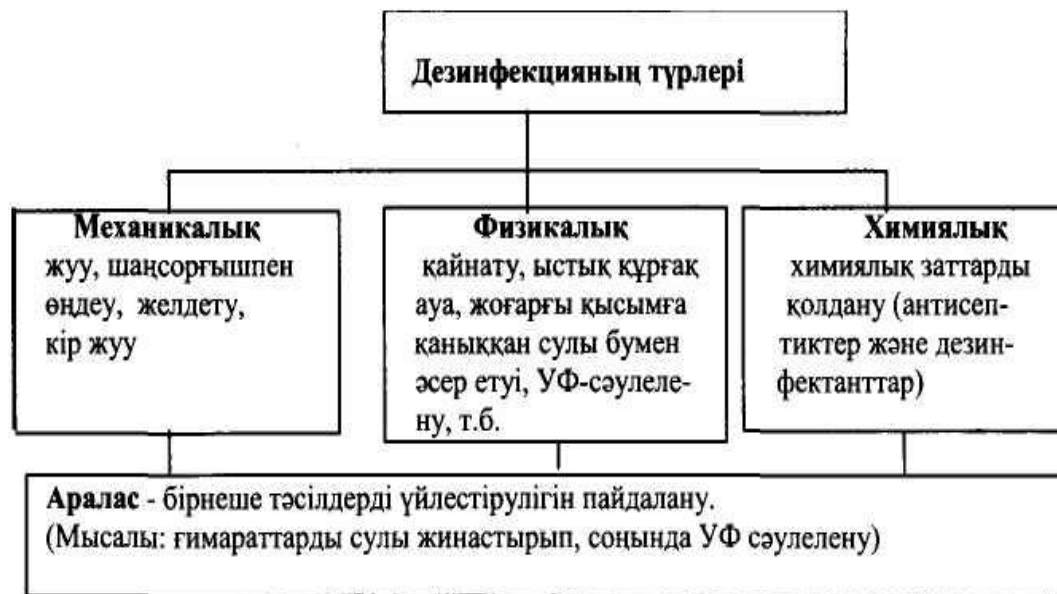 Дезинфекцияның түрлері
Механикалық
жуу, шаңсорғышпен
өңдеу, желдету,
кір жуу
Физикалық
қайнату, ыстық құрғақ
ауа, жоғарғы қысымға
қаныққан сулы бумен
әсер етуі, УФ-сәулеле-
ну, т.б.
Химиялық
химиялық заттарды
қолдану (антисеп-
тиктер және дезин-
фектанттар)
Аралас - бірнеше тәсілдерді үйлестірулігін пайдалану.
(Мысалы: ғимараттарды сулы жинастырып, соңында УФ сәулелену)